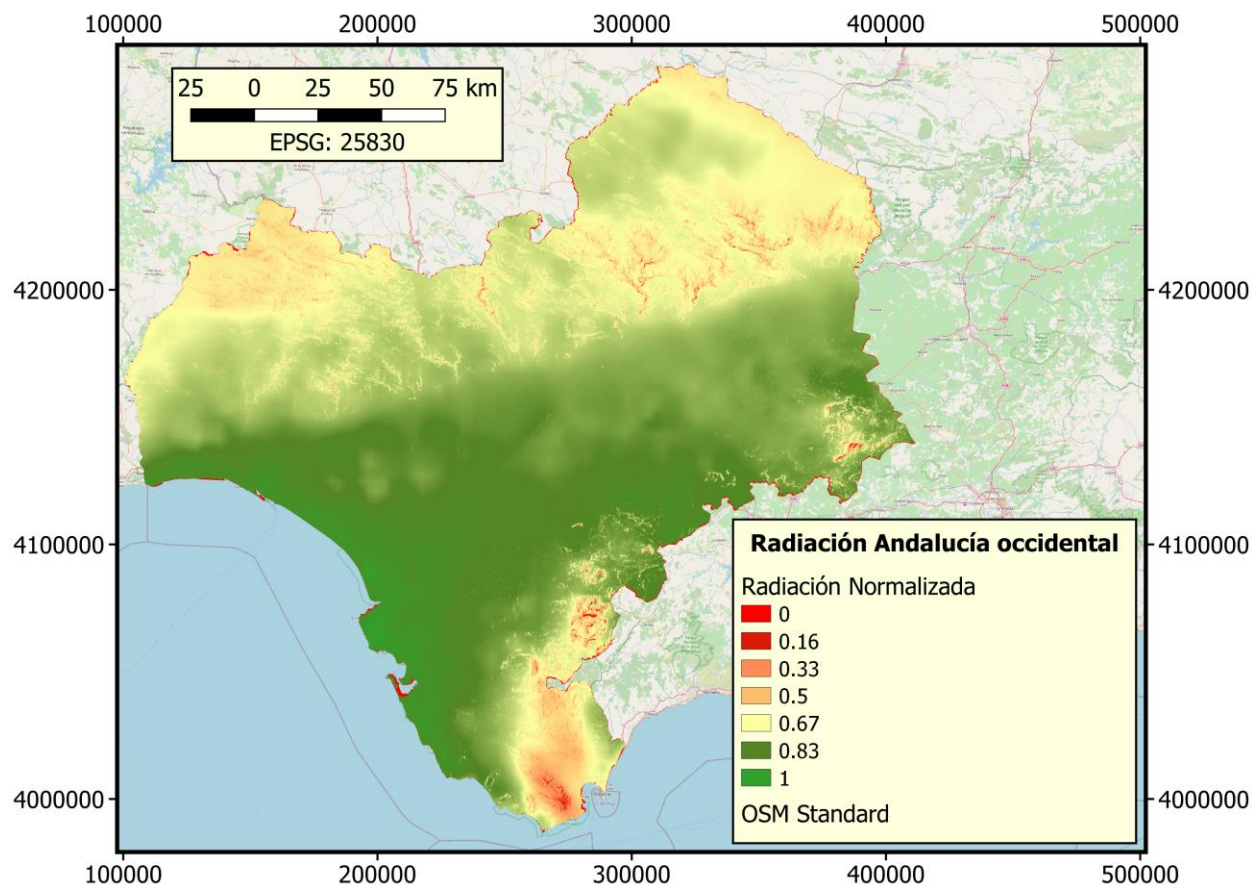 100000 200000 300000 400000 500000
25 0 25 50 75 km
EPSG: 25830
4200000 4200000
4100000 4100000
Radiación Andalucía occidental
Radiación Normalizada
0
0.16
0.33
0.5
0.67
0.83
1
4000000 4000000
OSM Standard
100000 200000 300000 400000 500000